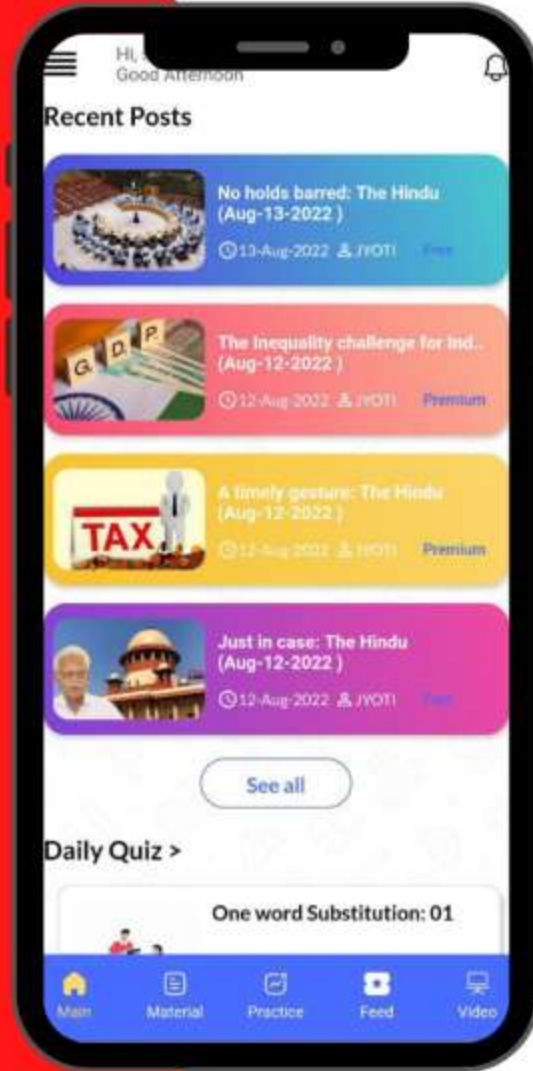 Hi,
Good Afternoon
Recent Posts
No holds barred: The Hindu
(Aug-13-2022 )
13-Aug-2022 JYOTI Free
G. D. P.
The Inequality challenge for Ind..
(Aug-12-2022 )
12-Aug-2022 JYOTI Premium
TAX
A timely gesture: The Hindu
(Aug-12-2022 )
12-Aug-2022 JYOTI Premium
Just in case: The Hindu
(Aug-12-2022 )
12-Aug-2022 JYOTI Free
See all
Daily Quiz >
One word Substitution: 01
Main Material Practice Feed Video